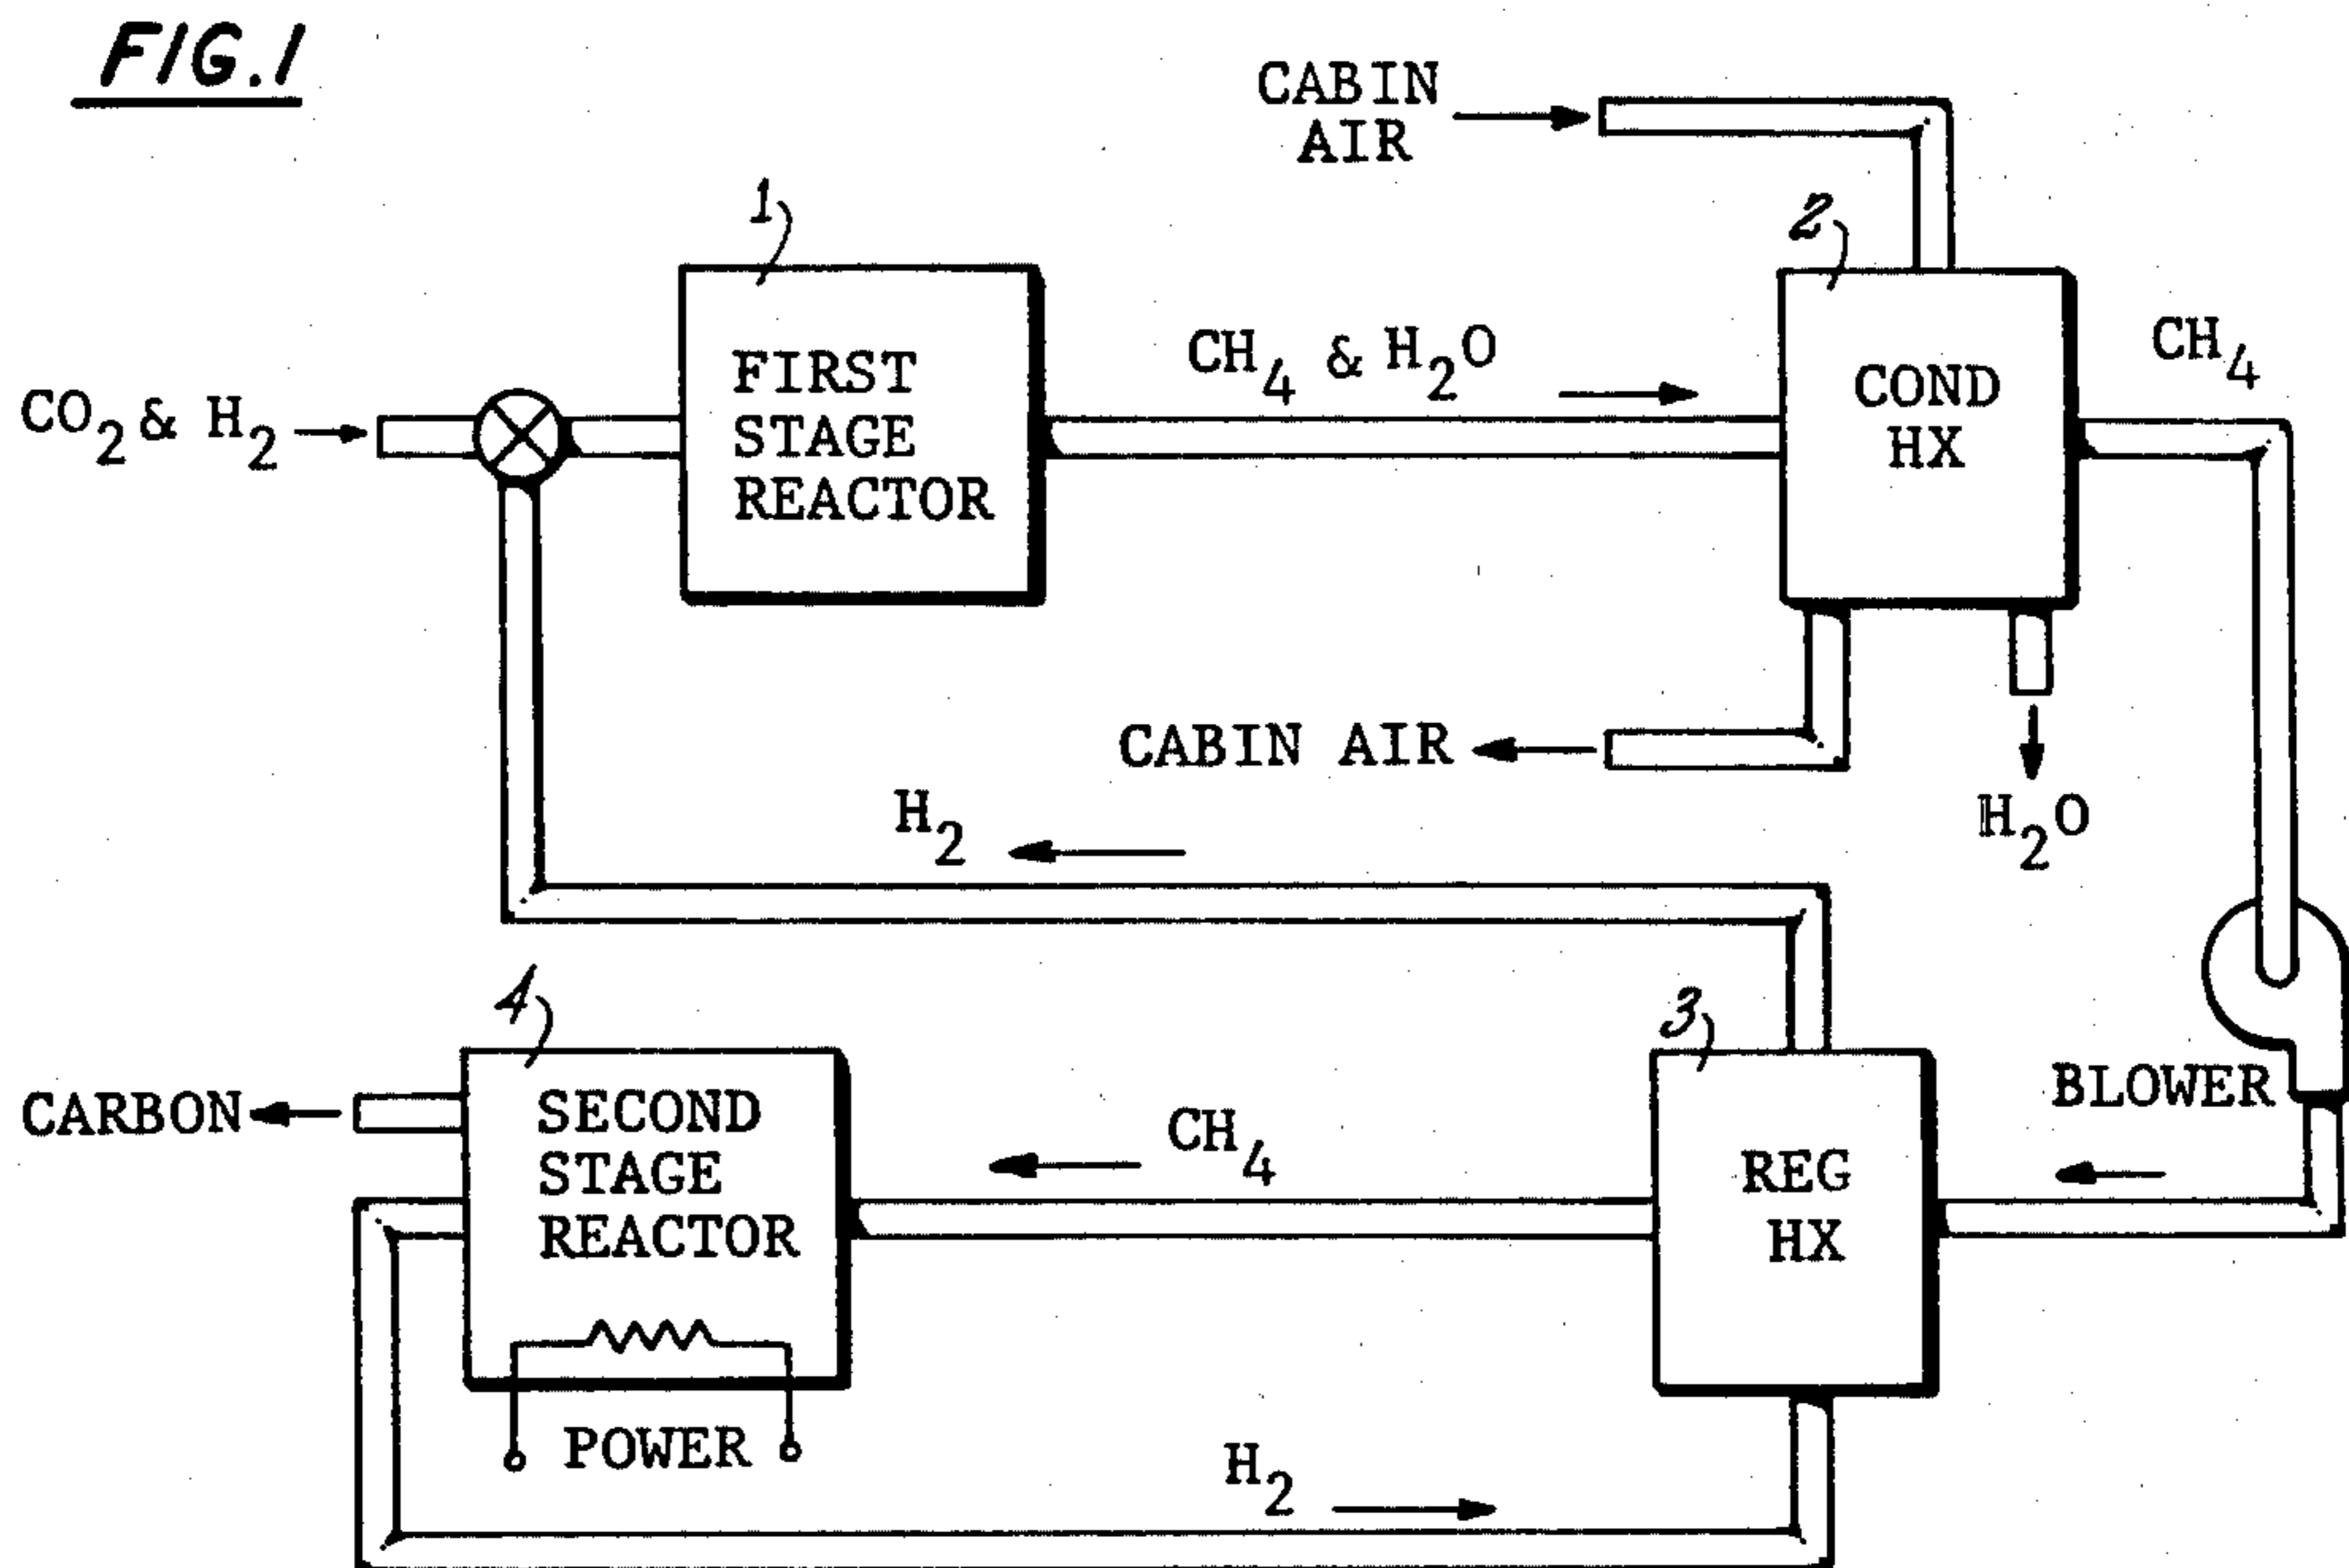 FIG. 1
CABIN
AIR
1
2
CO2 & H2
FIRST
STAGE
REACTOR
CH4 & H2O
COND
HX
CH4
CABIN AIR
H2O
H2
4
3
CARBON
SECOND
STAGE
REACTOR
CH4
REG
HX
BLOWER
POWER
H2